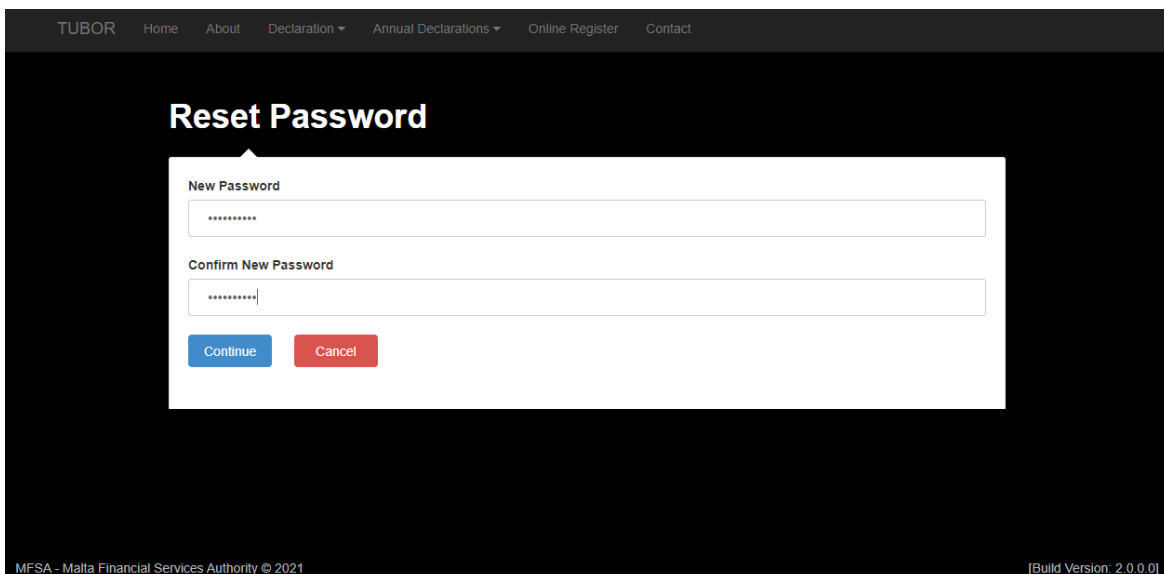 TUBOR Home About Declaration Annual Declarations Online Register Contact
Reset Password
New Password
••••••••••
Confirm New Password
••••••••••
Continue Cancel
MFSA - Malta Financial Services Authority © 2021 [Build Version: 2.0.0.0]